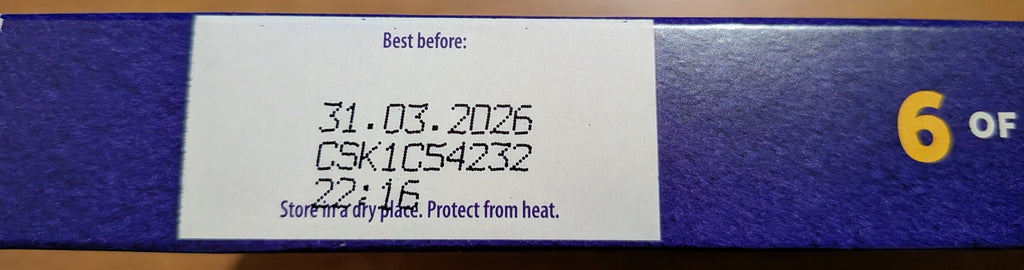 Best before:
31.03.2026
CSK1C54232
22:16
Store in a dry place. Protect from heat.
6 OF